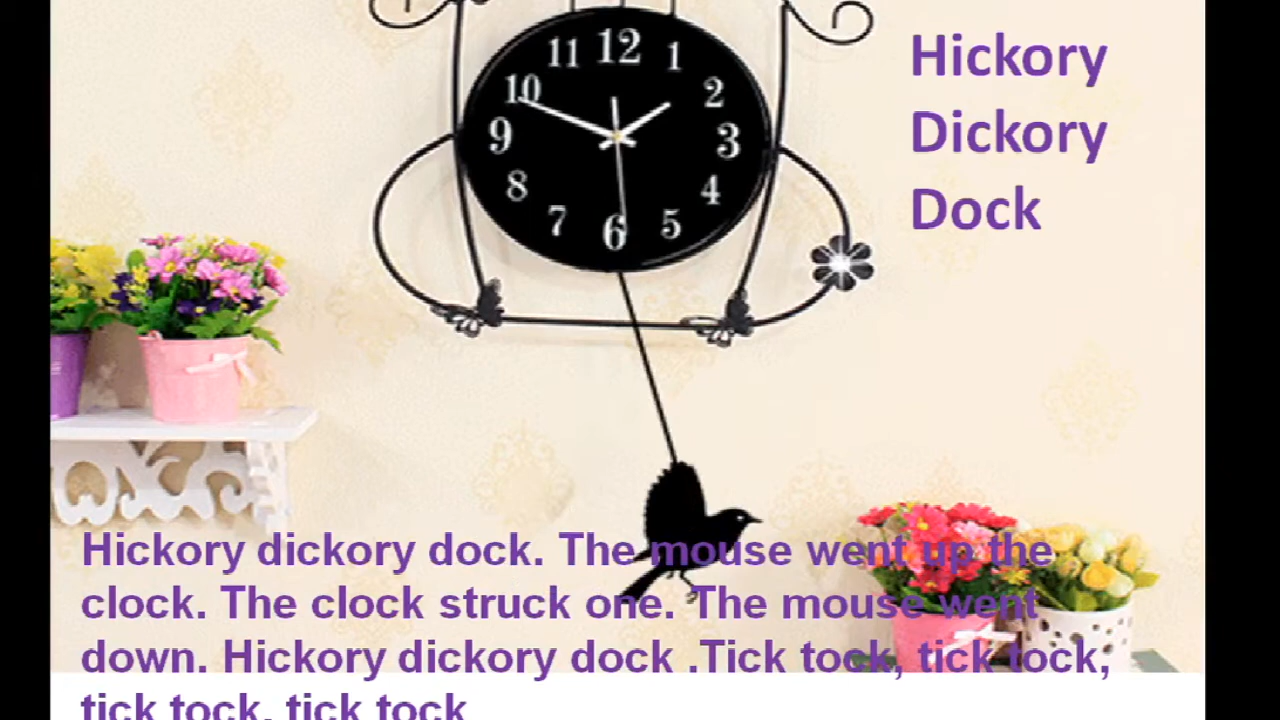 Hickory
Dickory
Dock
11 12 1
10 2
9 3
8 4
7 6 5
Hickory dickory dock. The mouse went up the
clock. The clock struck one. The mouse went
down. Hickory dickory dock .Tick tock, tick tock,
tick tock, tick tock